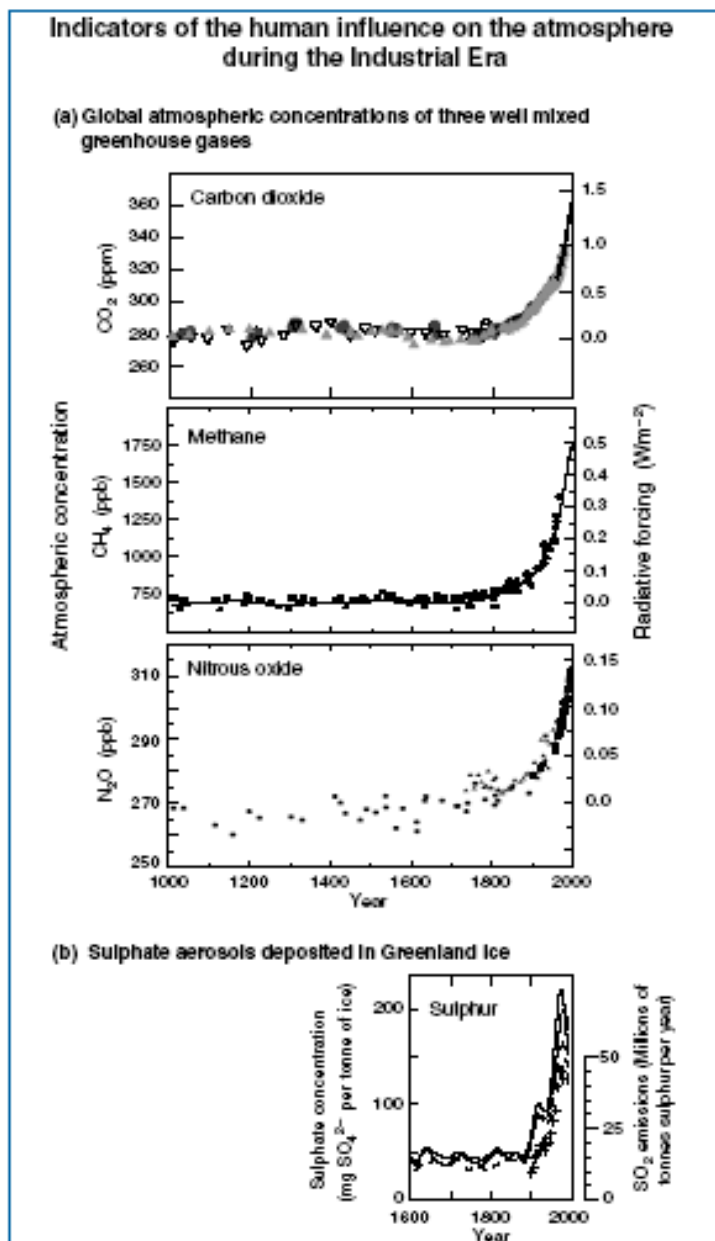 Indicators of the human influence on the atmosphere
during the Industrial Era
(a) Global atmospheric concentrations of three well mixed
greenhouse gases
Carbon dioxide
360
340
320
300
280
260
CO₂ (ppm)
1.5
1.0
0.5
0.0
Atmospheric concentration
Methane
1750
1500
1250
1000
750
CH₄ (ppb)
0.5
0.4
0.3
0.2
0.1
0.0
Radiative forcing (Wm⁻²)
Nitrous oxide
310
290
270
250
N₂O (ppb)
0.15
0.10
0.05
0.0
1000 1200 1400 1600 1800 2000
Year
(b) Sulphate aerosols deposited in Greenland ice
Sulphur
200
100
0
Sulphate concentration
(mg SO₄²⁻ per tonne of ice)
50
25
0
SO₂ emissions (Millions of
tonnes sulphur per year)
1600 1800 2000
Year